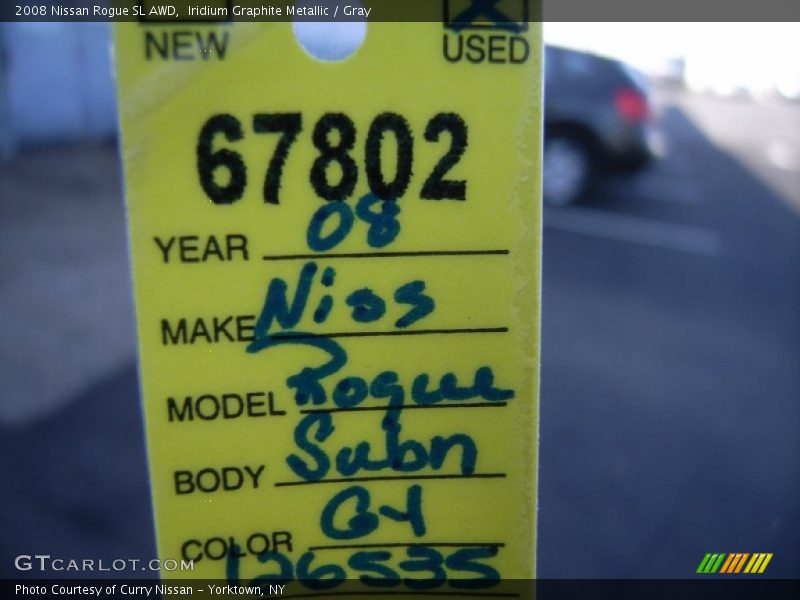 2008 Nissan Rogue SL AWD,  Iridium Graphite Metallic / Gray
NEW USED
67802
YEAR 08
MAKE Niss
MODEL Rogue
BODY Subn
COLOR GY
126535
GTCARLOT.COM
Photo Courtesy of Curry Nissan - Yorktown, NY